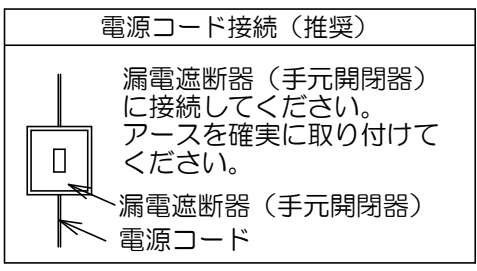 電源コード接続（推奨）
漏電遮断器（手元開閉器）
に接続してください。
アースを確実に取り付けて
ください。
漏電遮断器（手元開閉器）
電源コード